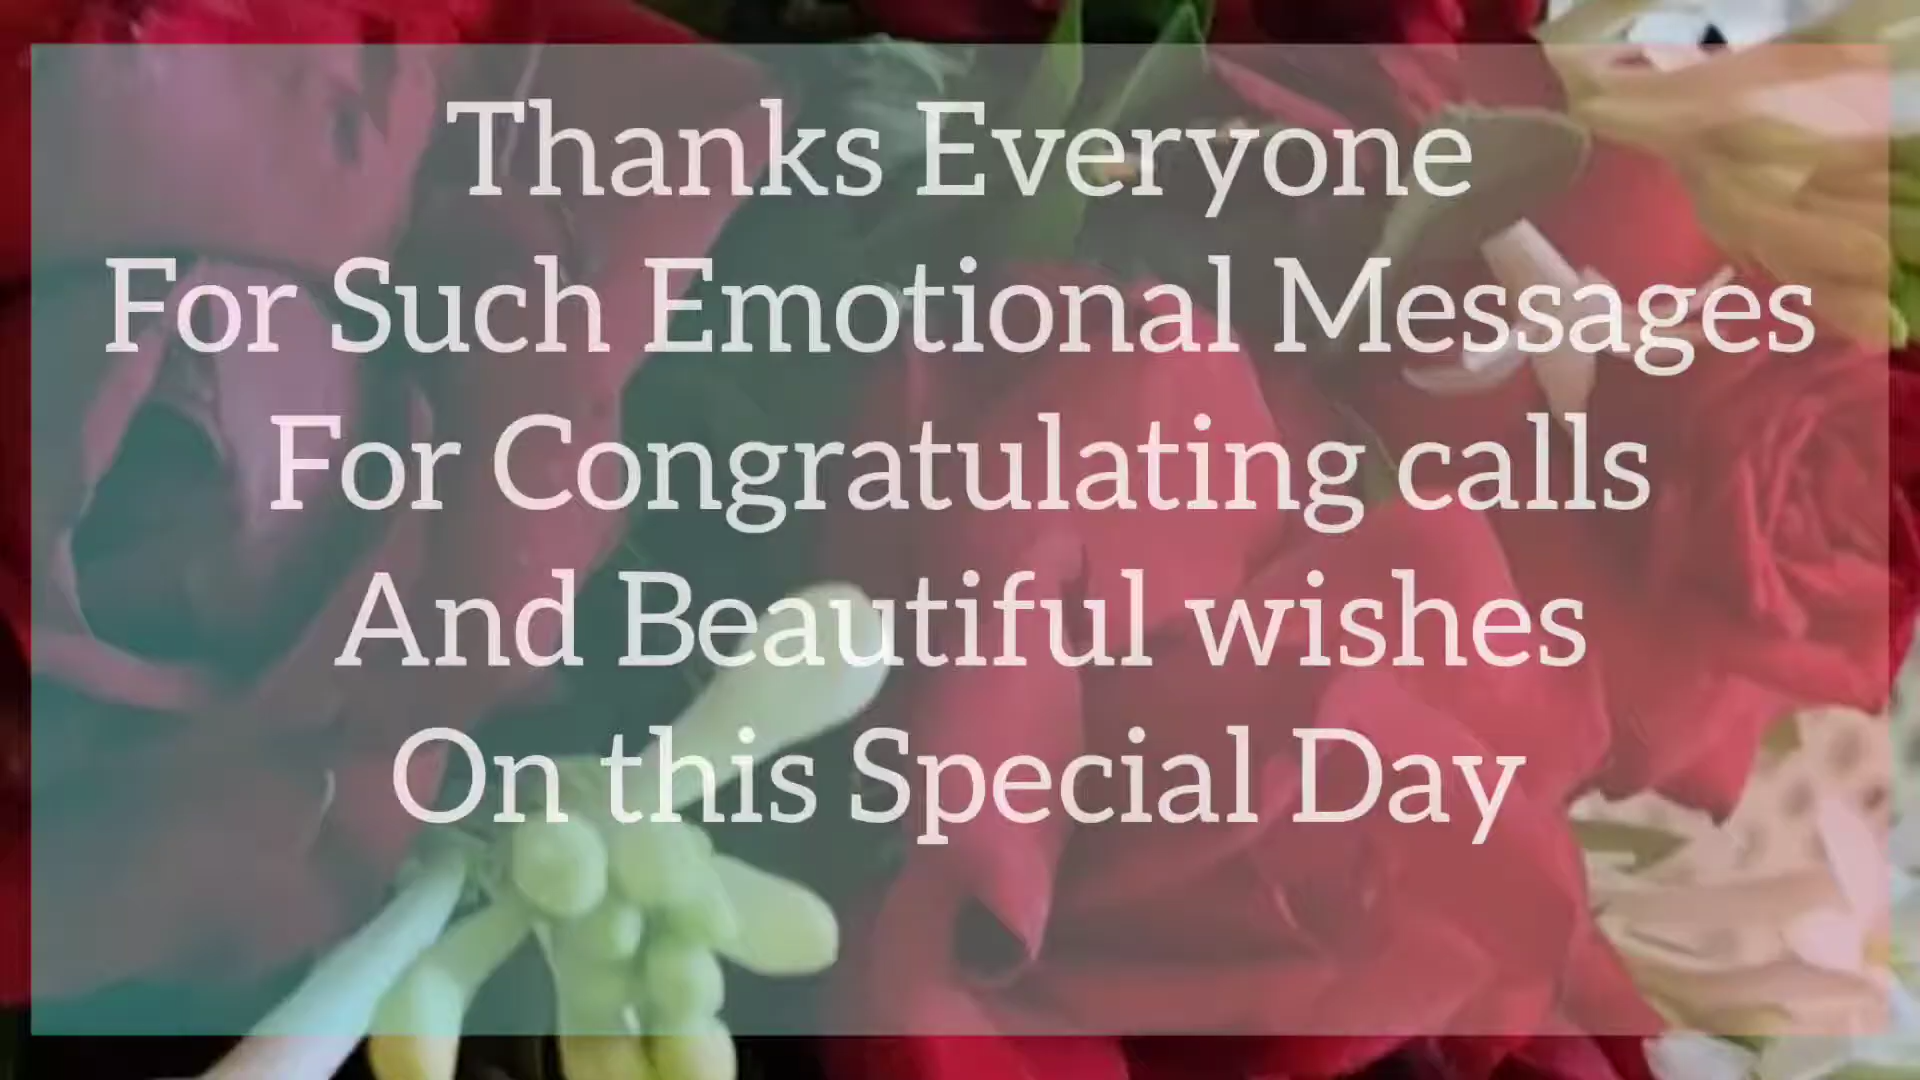 Thanks Everyone
For Such Emotional Messages
For Congratulating calls
And Beautiful wishes
On this Special Day